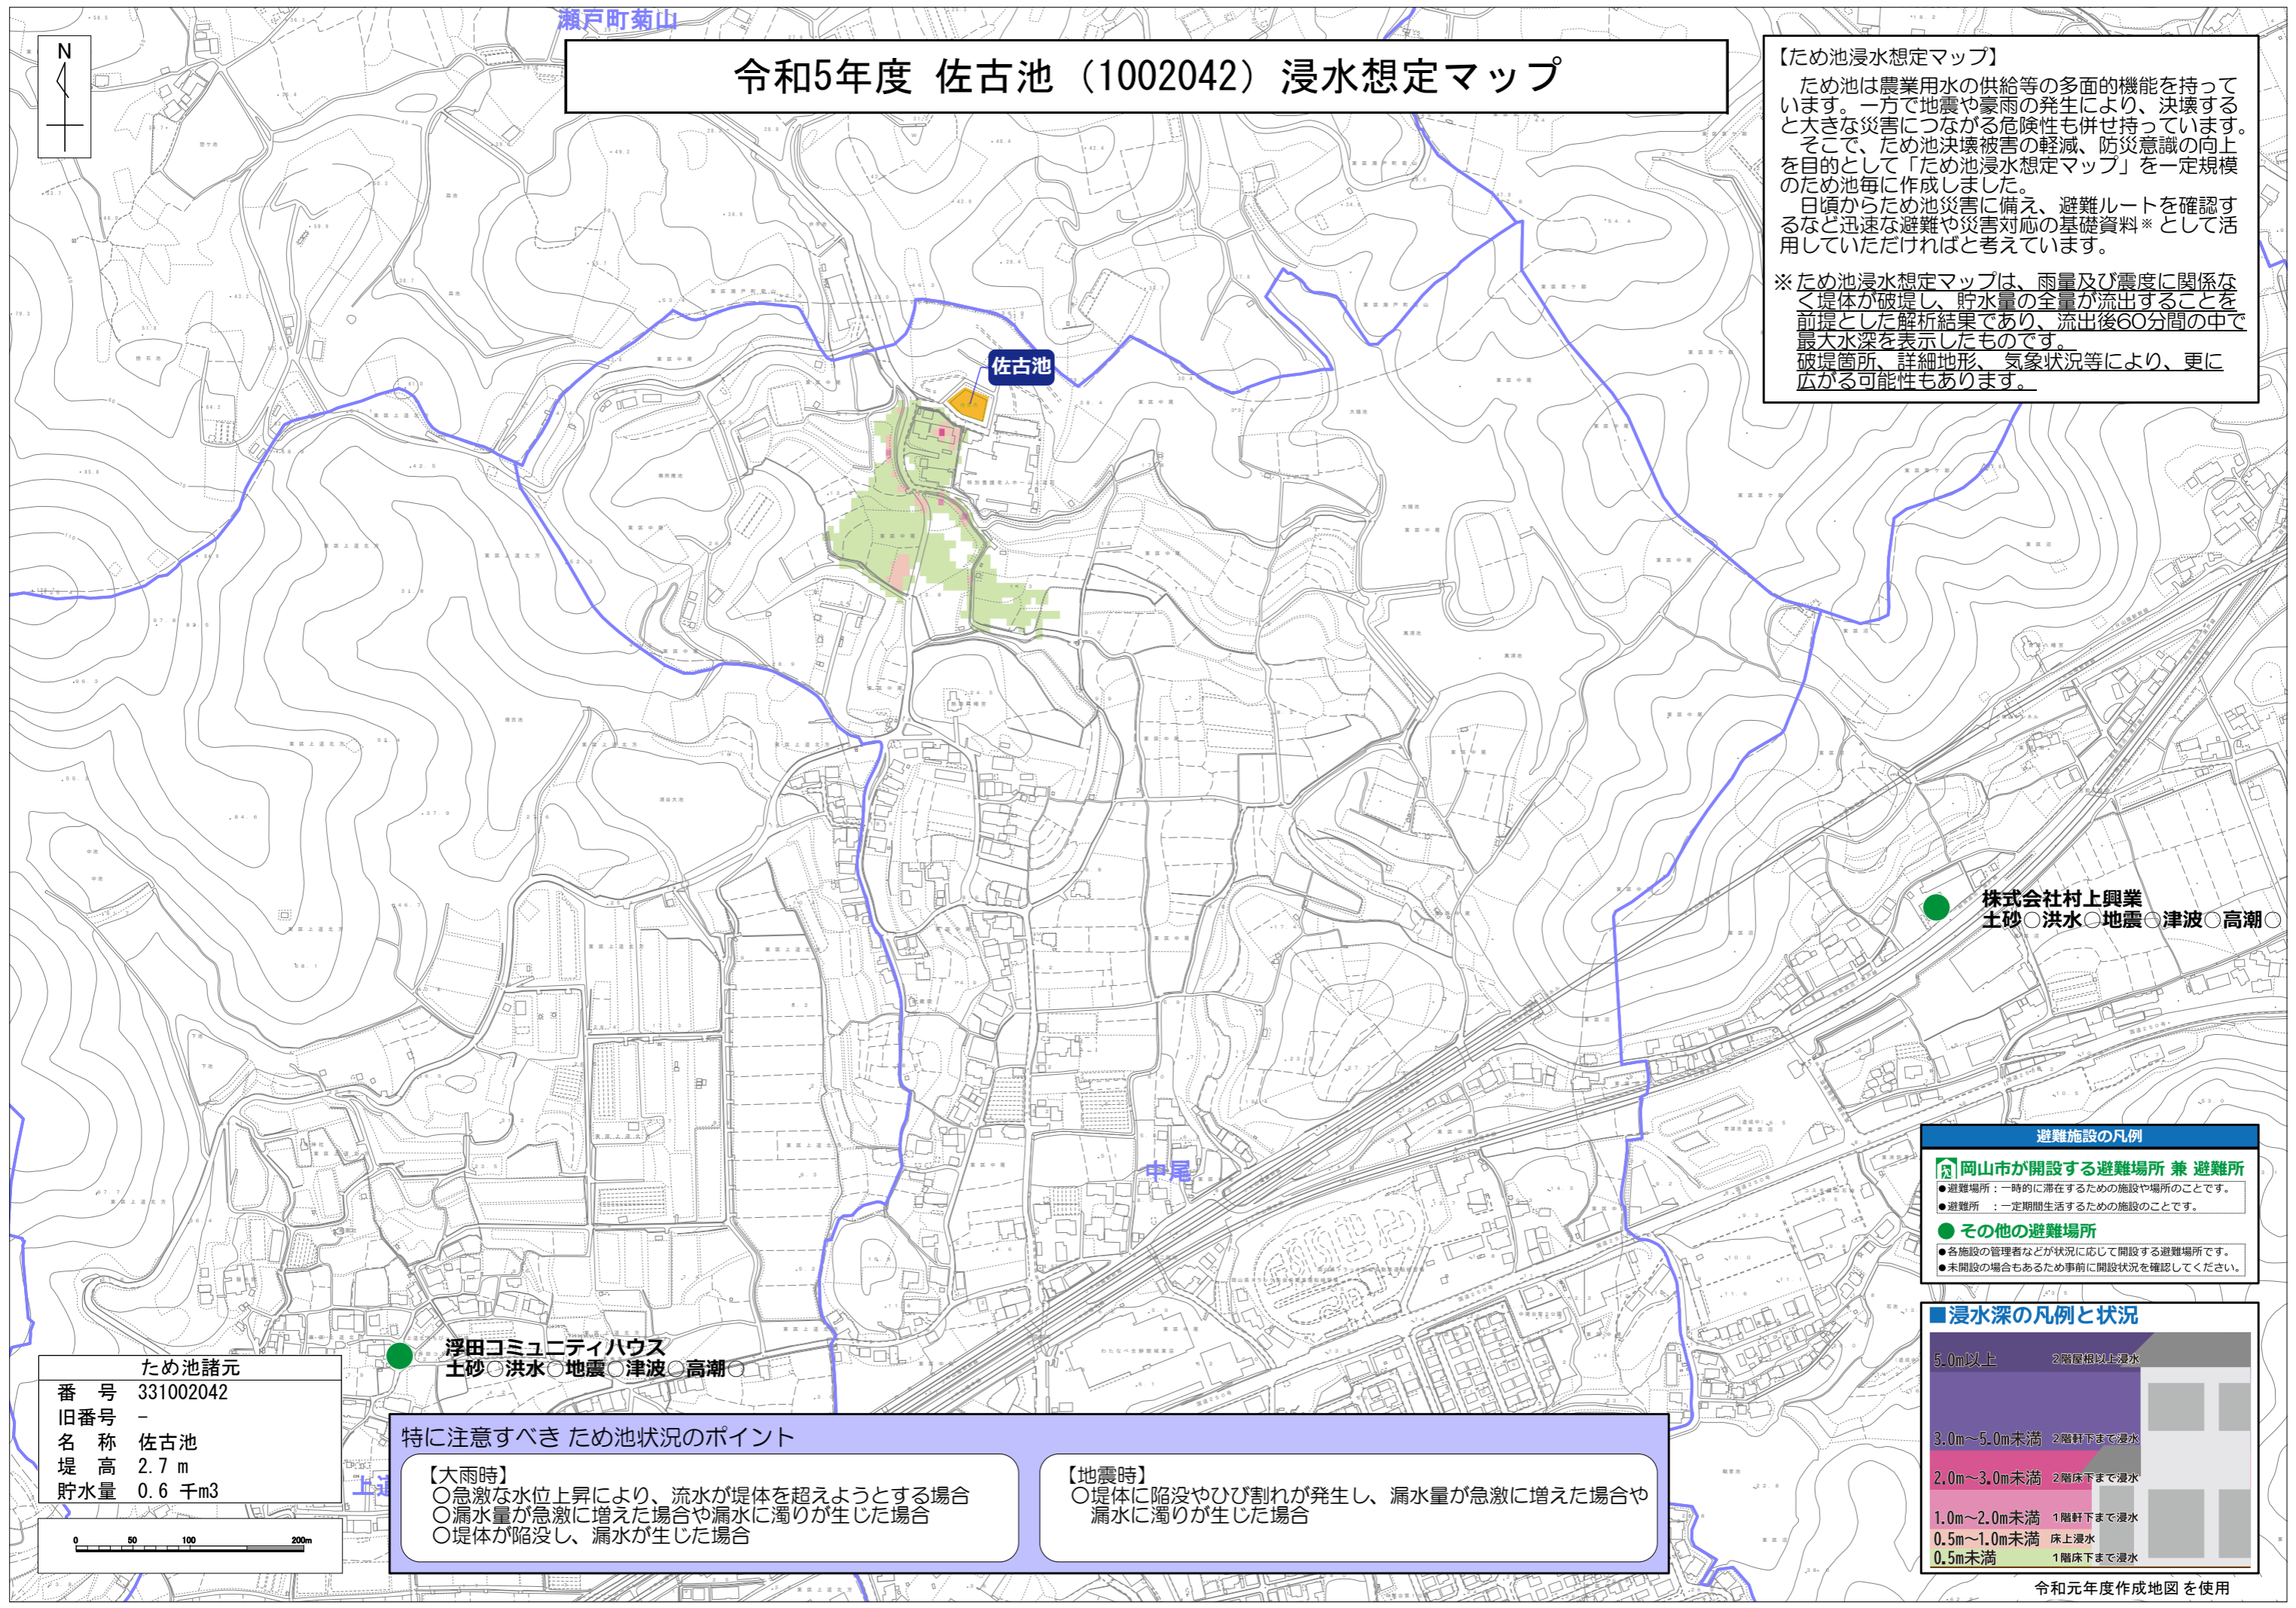 瀬戸町菊山
N
令和5年度 佐古池（1002042）浸水想定マップ
【ため池浸水想定マップ】
ため池は農業用水の供給等の多面的機能を持って
います。一方で地震や豪雨の発生により、決壊する
と大きな災害につながる危険性も併せ持っています。
そこで、ため池決壊被害の軽減、防災意識の向上
を目的として「ため池浸水想定マップ」を一定規模
のため池毎に作成しました。
日頃からため池災害に備え、避難ルートを確認す
るなど迅速な避難や災害対応の基礎資料※として活
用していただければと考えています。
※ため池浸水想定マップは、雨量及び震度に関係な
く堤体が破堤し、貯水量の全量が流出することを
前提とした解析結果であり、流出後60分間の中で
最大水深を表示したものです。
破堤箇所、詳細地形、気象状況等により、更に
広がる可能性もあります。
佐古池
株式会社村上興業
土砂○洪水○地震○津波○高潮○
中尾
浮田コミュニティハウス
土砂○洪水○地震○津波○高潮○
避難施設の凡例
岡山市が開設する避難場所 兼 避難所
●避難場所：一時的に滞在するための施設や場所のことです。
●避難所　：一定期間生活するための施設のことです。
● その他の避難場所
●各施設の管理者などが状況に応じて開設する避難場所です。
●未開設の場合もあるため事前に開設状況を確認してください。
■浸水深の凡例と状況
5.0m以上 2階屋根以上浸水
3.0m～5.0m未満 2階軒下まで浸水
2.0m～3.0m未満 2階床下まで浸水
1.0m～2.0m未満 1階軒下まで浸水
0.5m～1.0m未満 床上浸水
0.5m未満 1階床下まで浸水
令和元年度作成地図を使用
ため池諸元
番 号 331002042
旧番号 -
名 称 佐古池
堤 高 2.7 m
貯水量 0.6 千m3
上道
0 50 100 200m
特に注意すべき ため池状況のポイント
【大雨時】
○急激な水位上昇により、流水が堤体を超えようとする場合
○漏水量が急激に増えた場合や漏水に濁りが生じた場合
○堤体が陥没し、漏水が生じた場合
【地震時】
○堤体に陥没やひび割れが発生し、漏水量が急激に増えた場合や
漏水に濁りが生じた場合